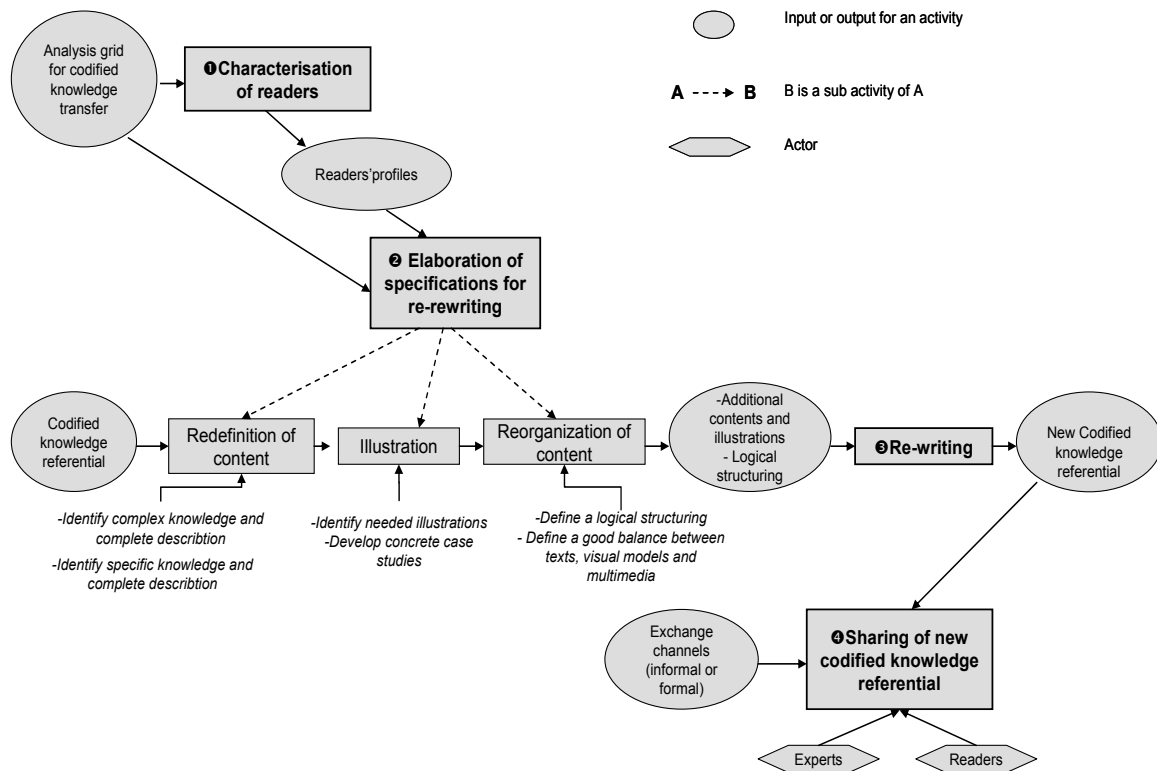 Input or output for an activity
Analysis grid
for codified
knowledge
transfer
❶Characterisation
of readers
A
B
B is a sub activity of A
Actor
Readers'profiles
❷ Elaboration of
specifications for
re-rewriting
Codified
knowledge
referential
Redefinition of
content
Illustration
Reorganization of
content
-Additional
contents and
illustrations
- Logical
structuring
❸Re-writing
New Codified
knowledge
referential
-Identify complex knowledge and
complete describtion
-Identify specific knowledge and
complete describtion
-Identify needed illustrations
-Develop concrete case
studies
-Define a logical structuring
- Define a good balance between
texts, visual models and
multimedia
Exchange
channels
(informal or
formal)
❹Sharing of new
codified knowledge
referential
Experts
Readers